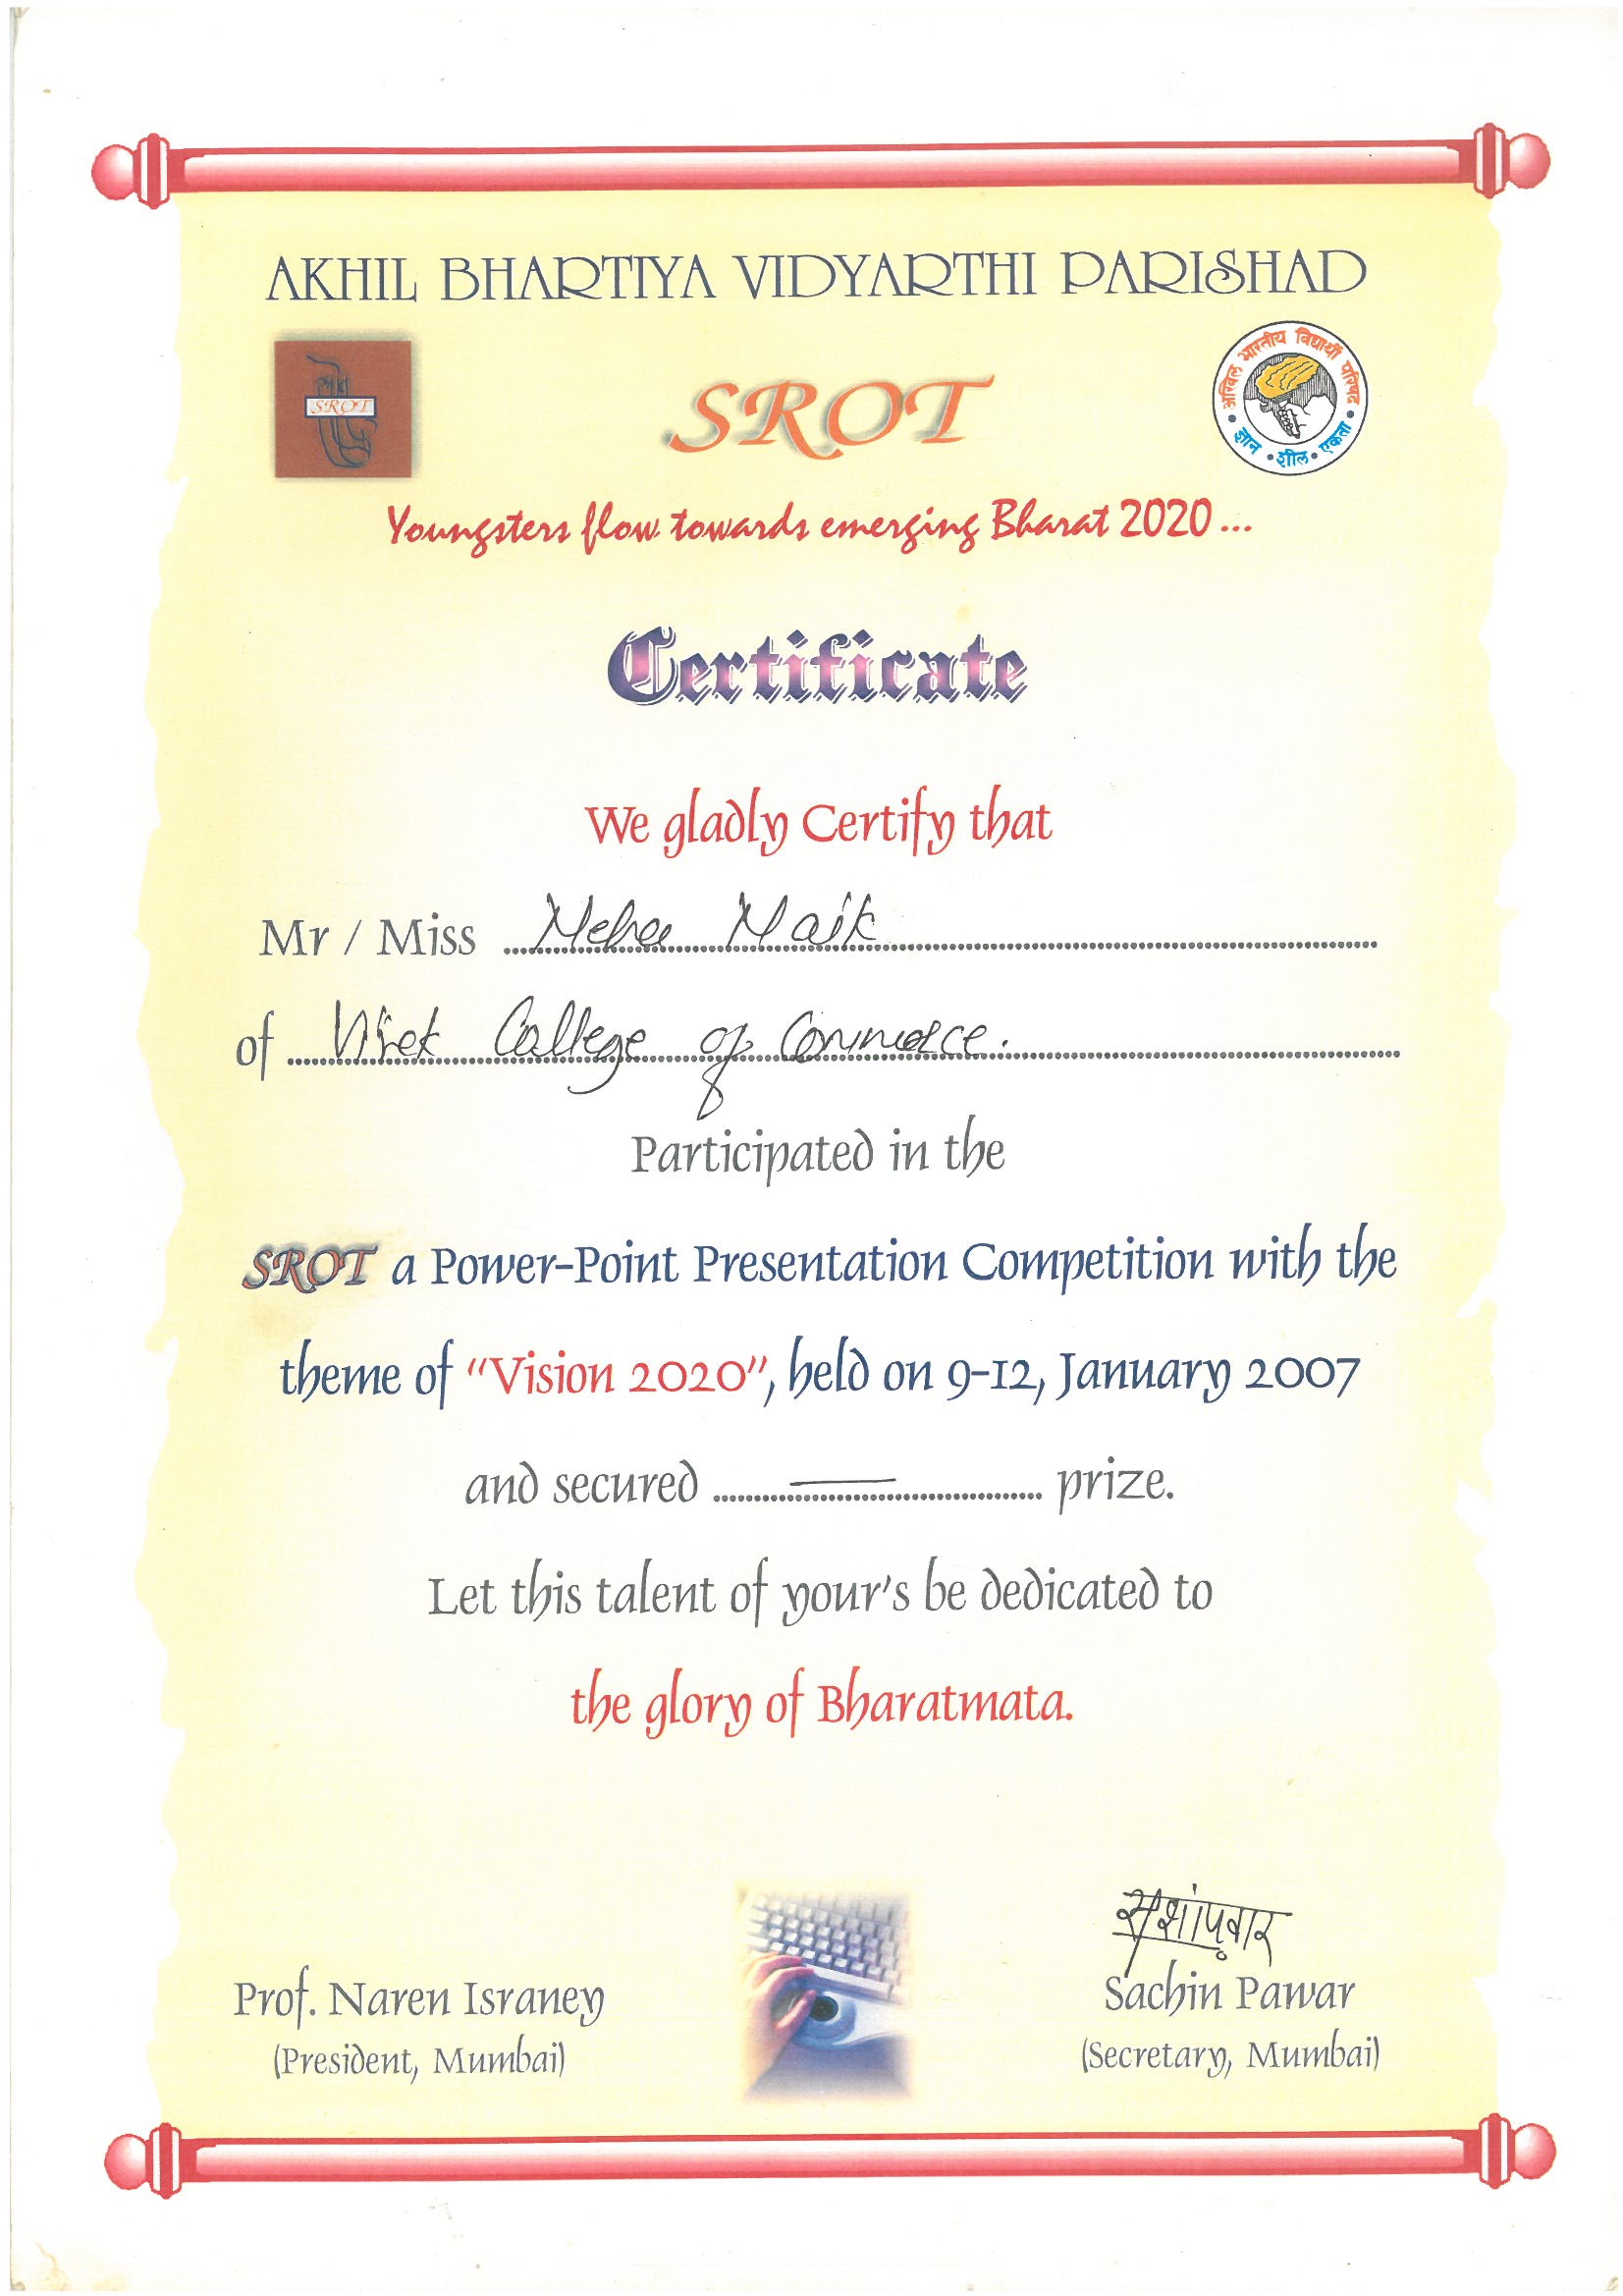 AKHIL BHARTIYA VIDYARTHI PARISHAD
SROT
SROT
अखिल भारतीय विद्यार्थी परिषद
ज्ञान • शील • एकता
Youngsters flow towards emerging Bharat 2020 ...
Certificate
We gladly Certify that
Mr / Miss Neha Naik
of Vivek College of Commerce.
Participated in the
SROT a Power-Point Presentation Competition with the
theme of “Vision 2020”, held on 9-12, January 2007
and secured — prize.
Let this talent of your's be dedicated to
the glory of Bharatmata.
Prof. Naren Israney
Sachin Pawar
(President, Mumbai)
(Secretary, Mumbai)